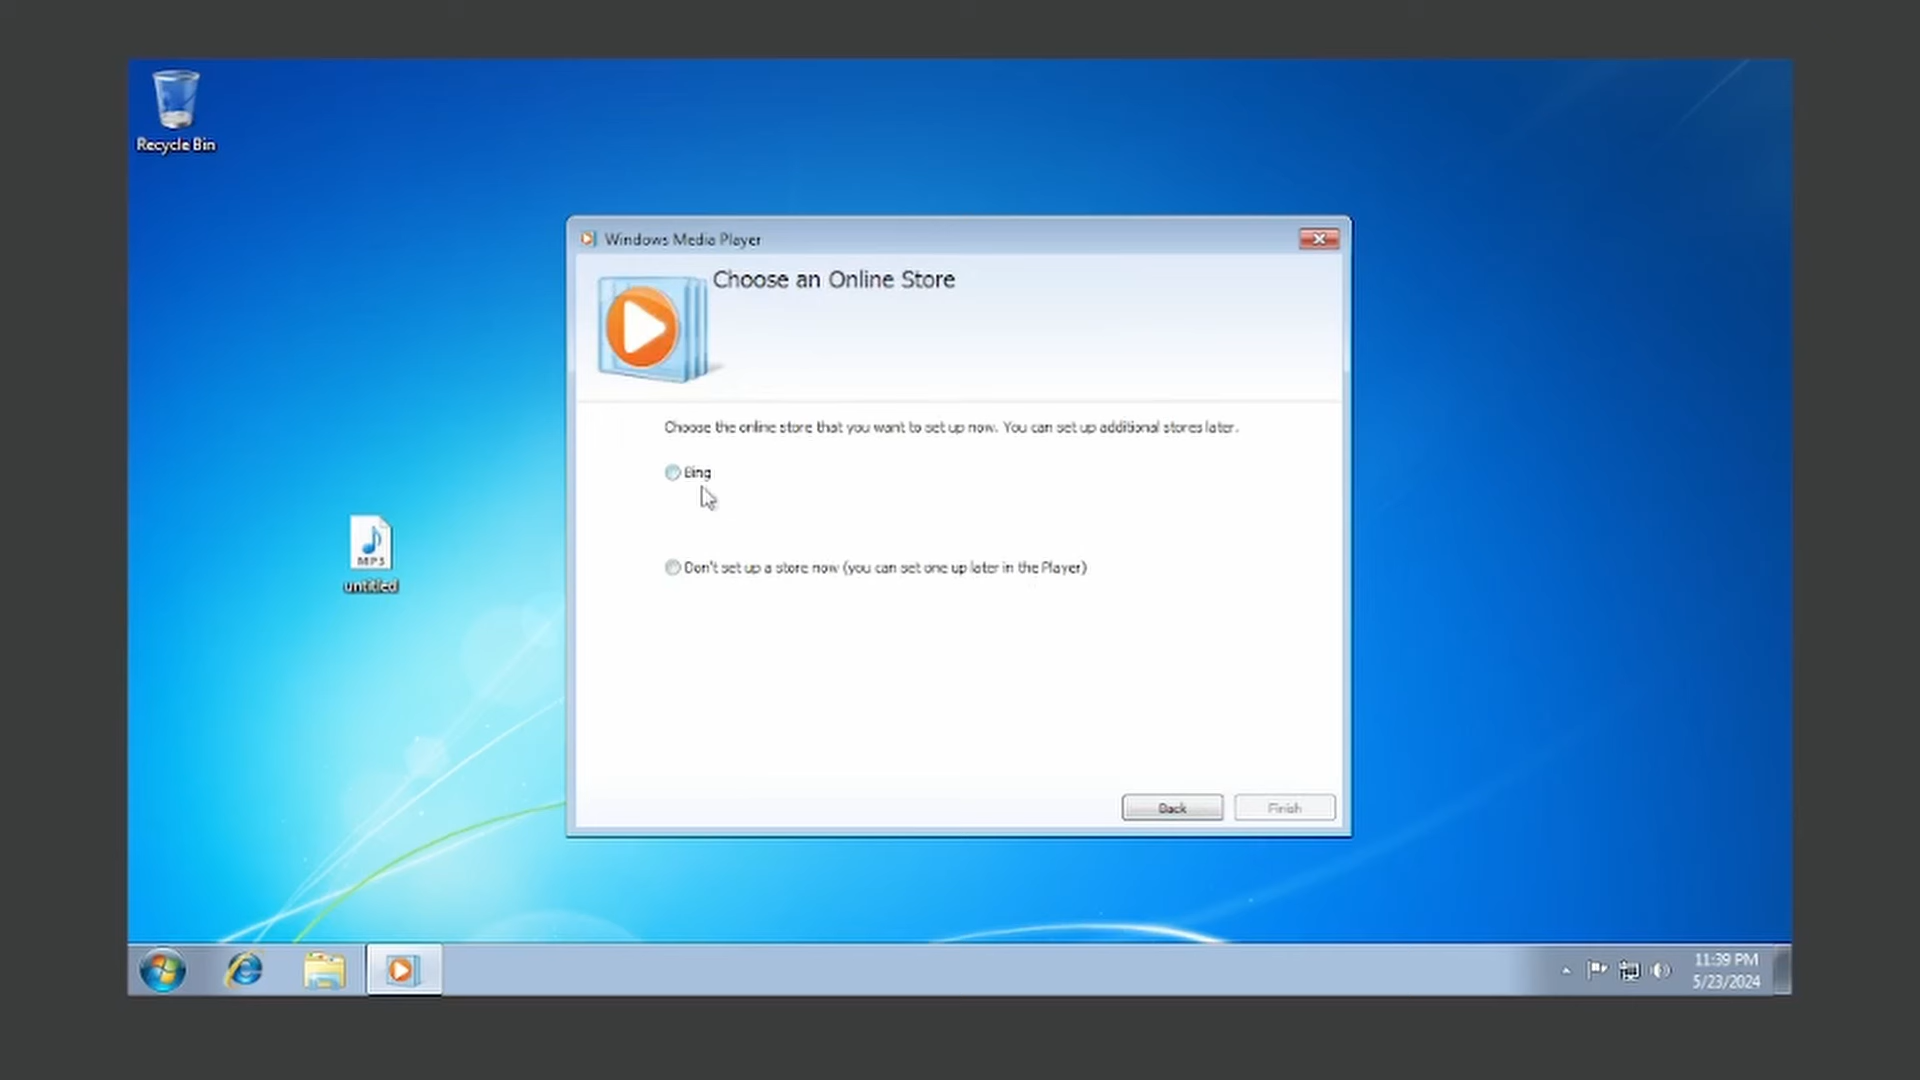 Recycle Bin
Windows Media Player
Choose an Online Store
Choose the online store that you want to set up now. You can set up additional stores later.
Bing
Don't set up a store now (you can set one up later in the Player)
MP3
untitled
Back
Finish
11:39 PM
5/23/2024